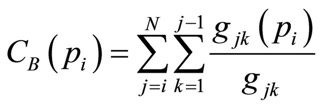 C_B(p_i) = \sum_{j=i}^{N} \sum_{k=1}^{j-1} \frac{g_{jk}(p_i)}{g_{jk}}